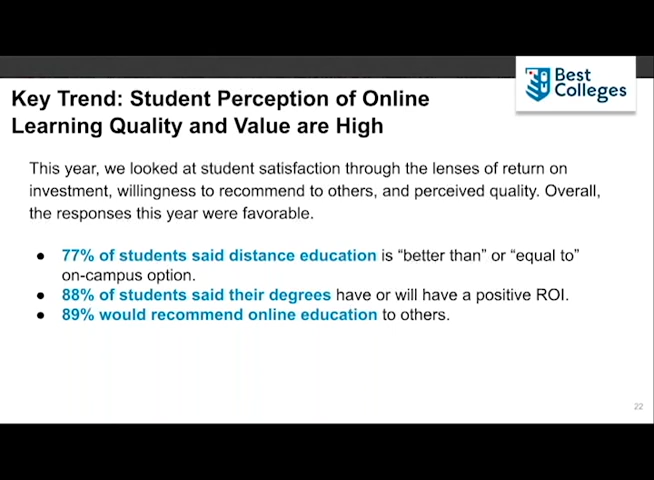 Best
Colleges
Key Trend: Student Perception of Online
Learning Quality and Value are High
This year, we looked at student satisfaction through the lenses of return on
investment, willingness to recommend to others, and perceived quality. Overall,
the responses this year were favorable.
● 77% of students said distance education is “better than” or “equal to”
on-campus option.
● 88% of students said their degrees have or will have a positive ROI.
● 89% would recommend online education to others.
22